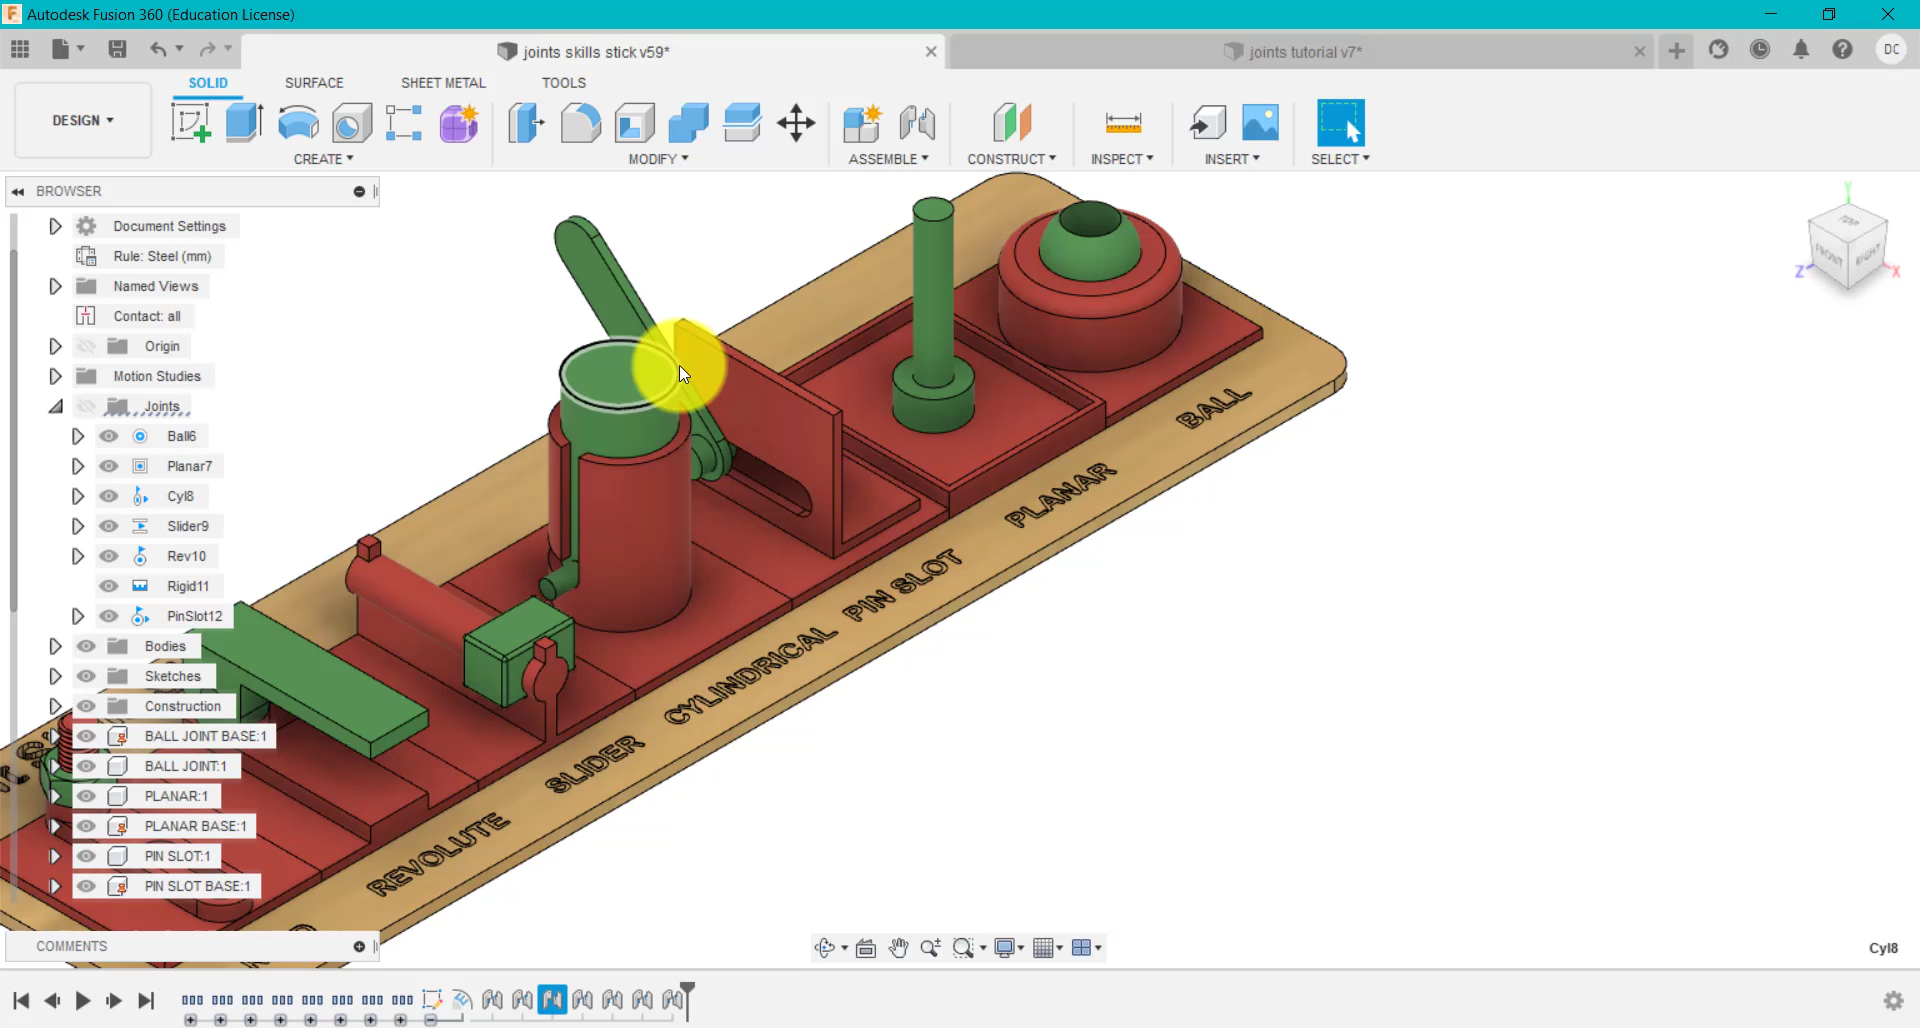 Autodesk Fusion 360 (Education License)
joints skills stick v59*
joints tutorial v7*
DC
DESIGN
SOLID
SURFACE
SHEET METAL
TOOLS
CREATE
MODIFY
ASSEMBLE
CONSTRUCT
INSPECT
INSERT
SELECT
BROWSER
Document Settings
Rule: Steel (mm)
Named Views
Contact: all
Origin
Motion Studies
Joints
Ball6
Planar7
Cyl8
Slider9
Rev10
Rigid11
PinSlot12
Bodies
Sketches
Construction
BALL JOINT BASE:1
BALL JOINT:1
PLANAR:1
PLANAR BASE:1
PIN SLOT:1
PIN SLOT BASE:1
COMMENTS
BALL
PLANAR
PIN SLOT
CYLINDRICAL
SLIDER
REVOLUTE
Y
TOP
FRONT
RIGHT
Z
X
Cyl8